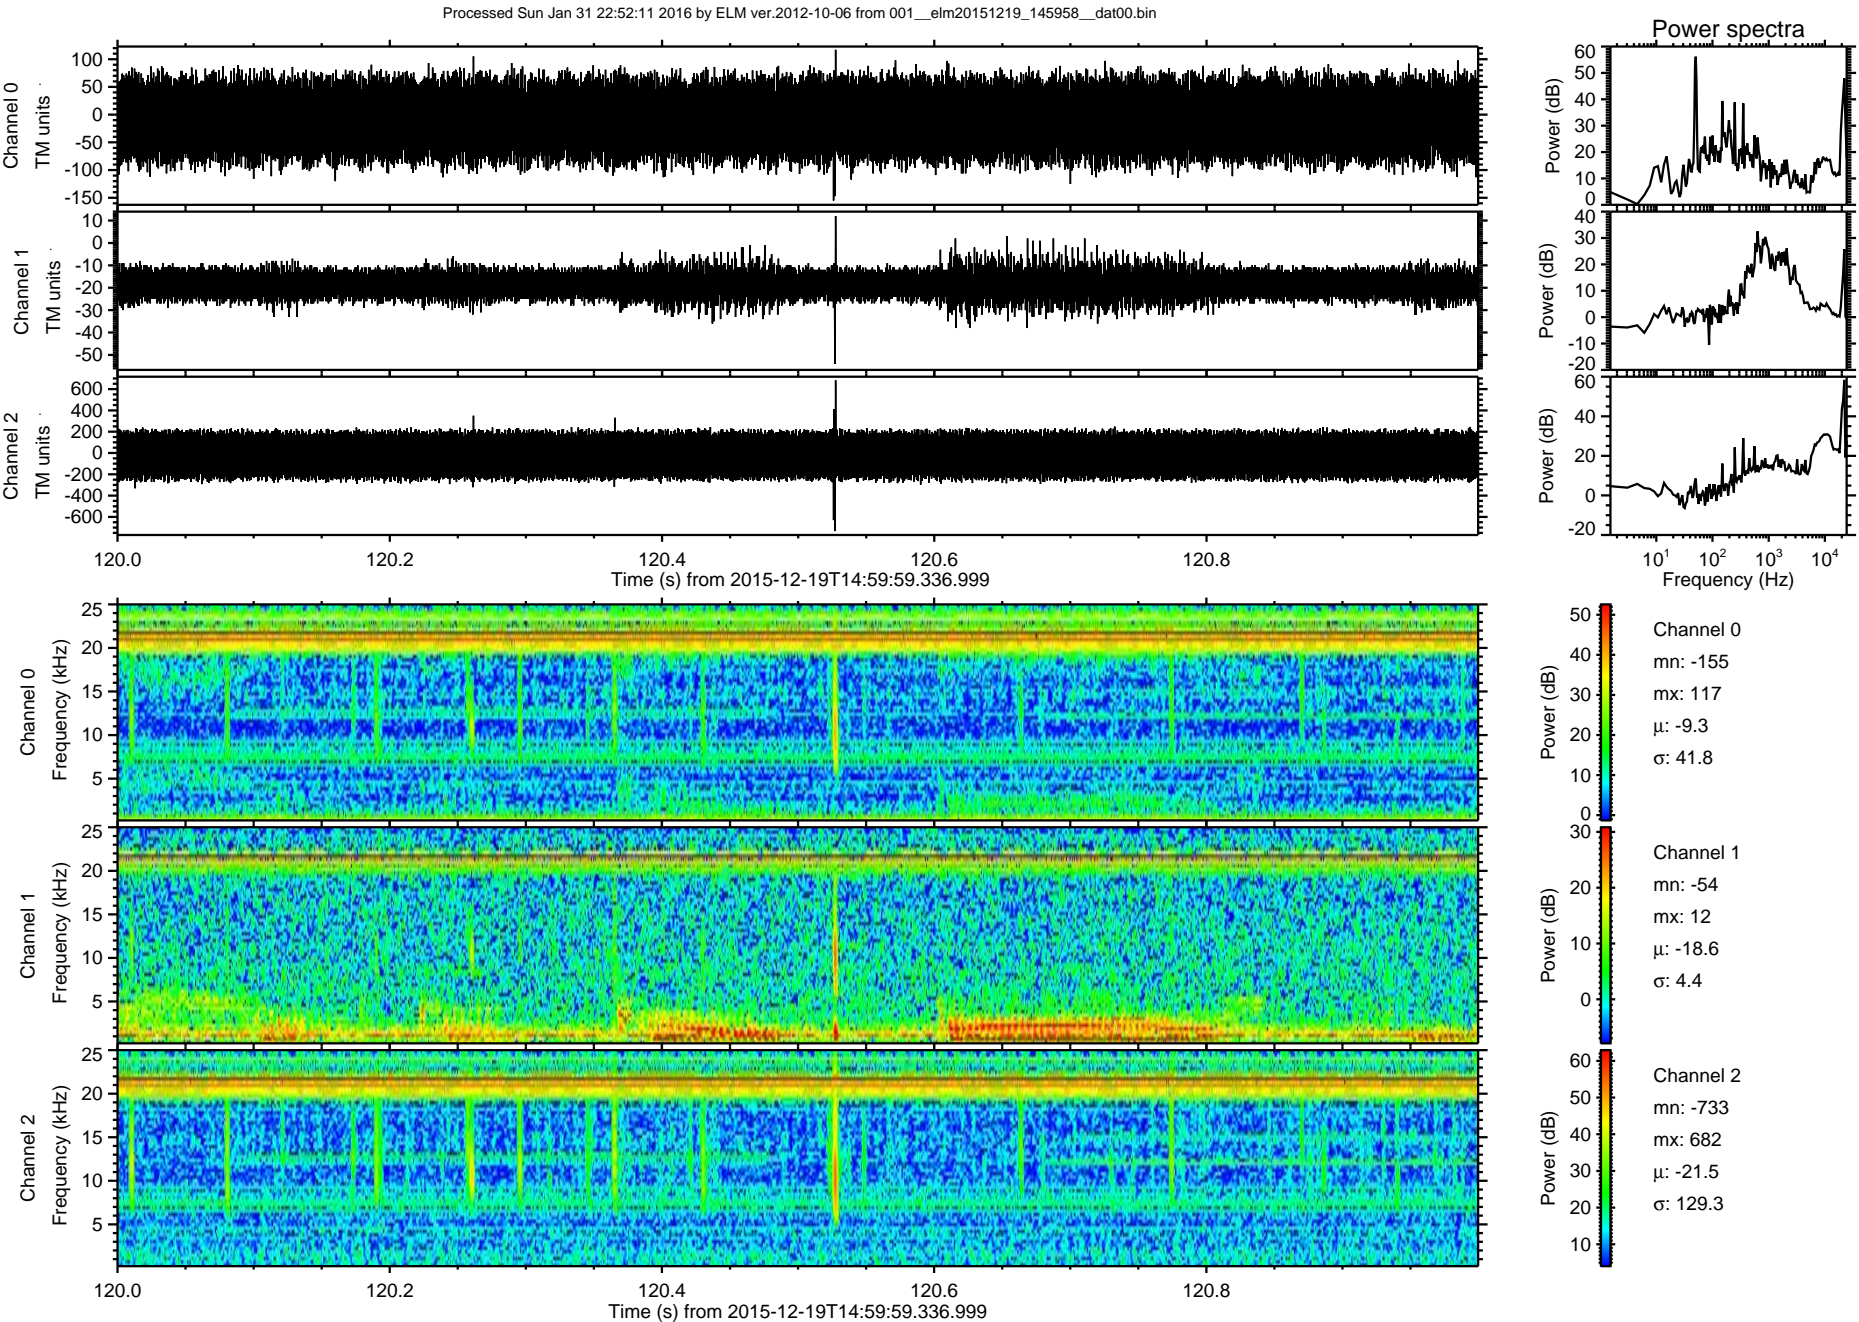 Processed Sun Jan 31 22:52:11 2016 by ELM ver.2012-10-06 from 001__elm20151219_145958__dat00.bin
Power spectra
Channel 0
TM units
100
50
0
-50
-100
-150
Power (dB)
60
50
40
30
20
10
0
Channel 1
TM units
10
0
-10
-20
-30
-40
-50
Power (dB)
40
30
20
10
0
-10
-20
Channel 2
TM units
600
400
200
0
-200
-400
-600
Power (dB)
60
40
20
0
-20
120.0 120.2 120.4 120.6 120.8
Time (s) from 2015-12-19T14:59:59.336.999
10^1 10^2 10^3 10^4
Frequency (Hz)
Channel 0
Frequency (kHz)
25
20
15
10
5
Power (dB)
50
40
30
20
10
0
Channel 0
mn: -155
mx: 117
μ: -9.3
σ: 41.8
Channel 1
Frequency (kHz)
25
20
15
10
5
Power (dB)
30
20
10
0
Channel 1
mn: -54
mx: 12
μ: -18.6
σ: 4.4
Channel 2
Frequency (kHz)
25
20
15
10
5
Power (dB)
60
50
40
30
20
10
Channel 2
mn: -733
mx: 682
μ: -21.5
σ: 129.3
120.0 120.2 120.4 120.6 120.8
Time (s) from 2015-12-19T14:59:59.336.999